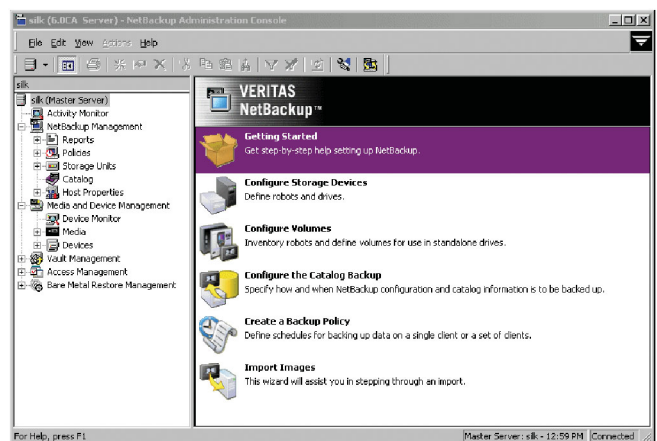 silk (6.0CA Server) - NetBackup Administration Console
File Edit View Actions Help
silk
silk (Master Server)
Activity Monitor
NetBackup Management
Reports
Policies
Storage Units
Catalog
Host Properties
Media and Device Management
Device Monitor
Media
Devices
Vault Management
Access Management
Bare Metal Restore Management
VERITAS
NetBackup™
Getting Started
Get step-by-step help setting up NetBackup.
Configure Storage Devices
Define robots and drives.
Configure Volumes
Inventory robots and define volumes for use in standalone drives.
Configure the Catalog Backup
Specify how and when NetBackup configuration and catalog information is to be backed up.
Create a Backup Policy
Define schedules for backing up data on a single client or a set of clients.
Import Images
This wizard will assist you in stepping through an import.
For Help, press F1
Master Server: silk - 12:59 PM Connected